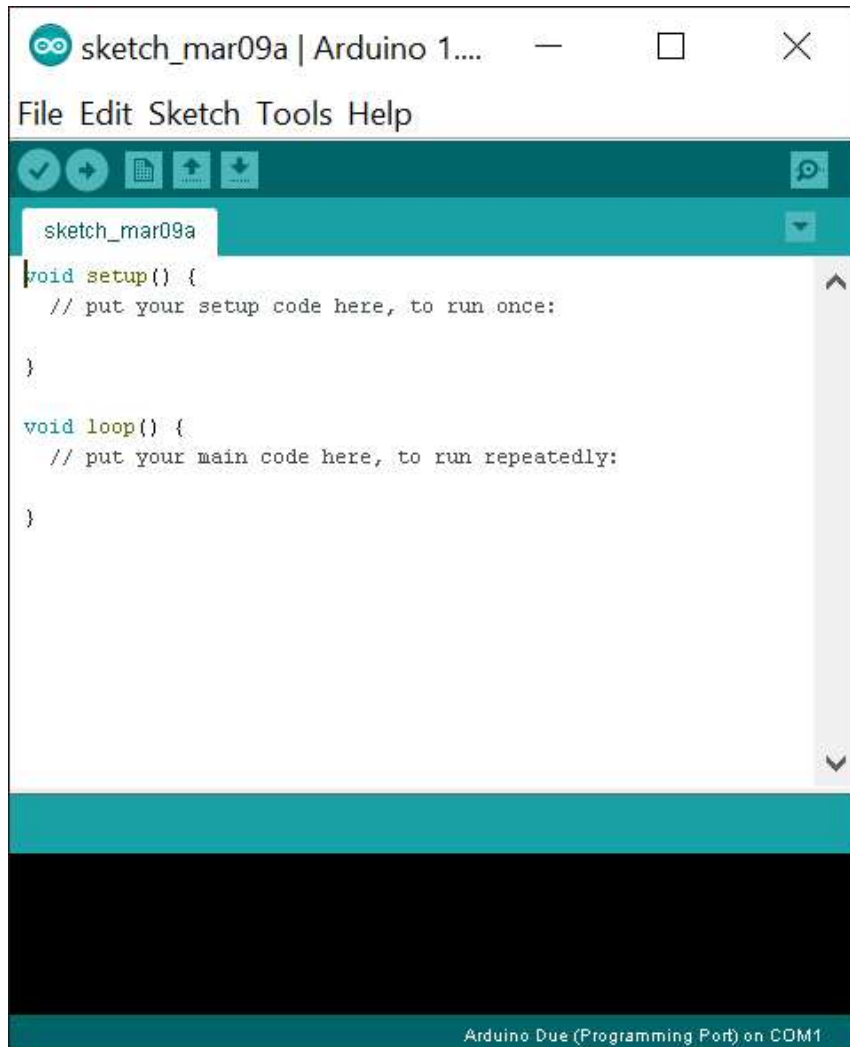 sketch_mar09a | Arduino 1....
File Edit Sketch Tools Help
sketch_mar09a
void setup() {
  // put your setup code here, to run once:
}
void loop() {
  // put your main code here, to run repeatedly:
}
Arduino Due (Programming Port) on COM1